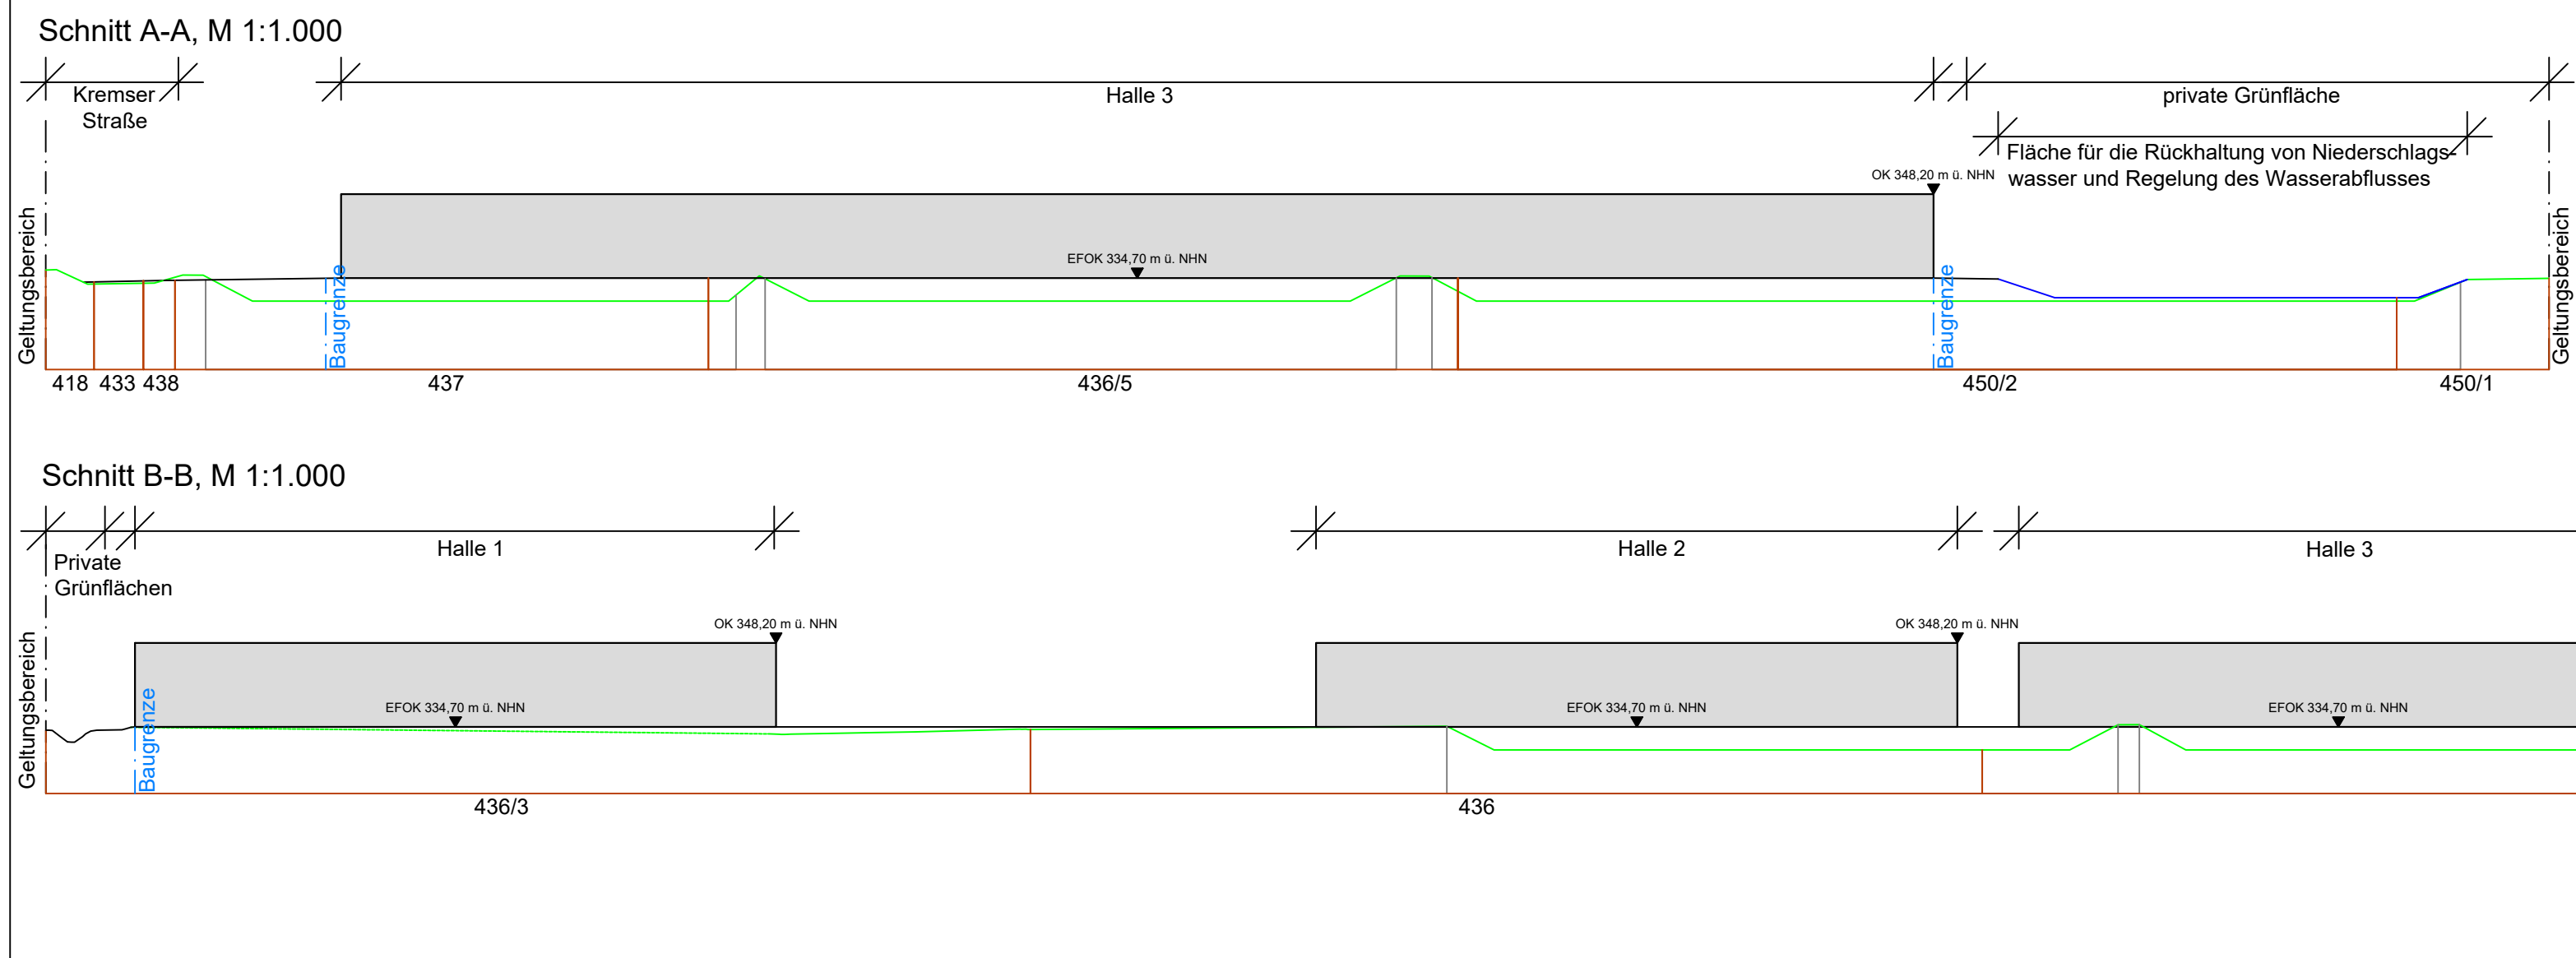 Schnitt A-A, M 1:1.000
Kremser
Straße
Halle 3
private Grünfläche
Fläche für die Rückhaltung von Niederschlags-
wasser und Regelung des Wasserabflusses
OK 348,20 m ü. NHN
EFOK 334,70 m ü. NHN
Geltungsbereich
Baugrenze
Baugrenze
Geltungsbereich
418
433
438
437
436/5
450/2
450/1
Schnitt B-B, M 1:1.000
Private
Grünflächen
Halle 1
Halle 2
Halle 3
OK 348,20 m ü. NHN
OK 348,20 m ü. NHN
EFOK 334,70 m ü. NHN
EFOK 334,70 m ü. NHN
EFOK 334,70 m ü. NHN
Geltungsbereich
Baugrenze
436/3
436